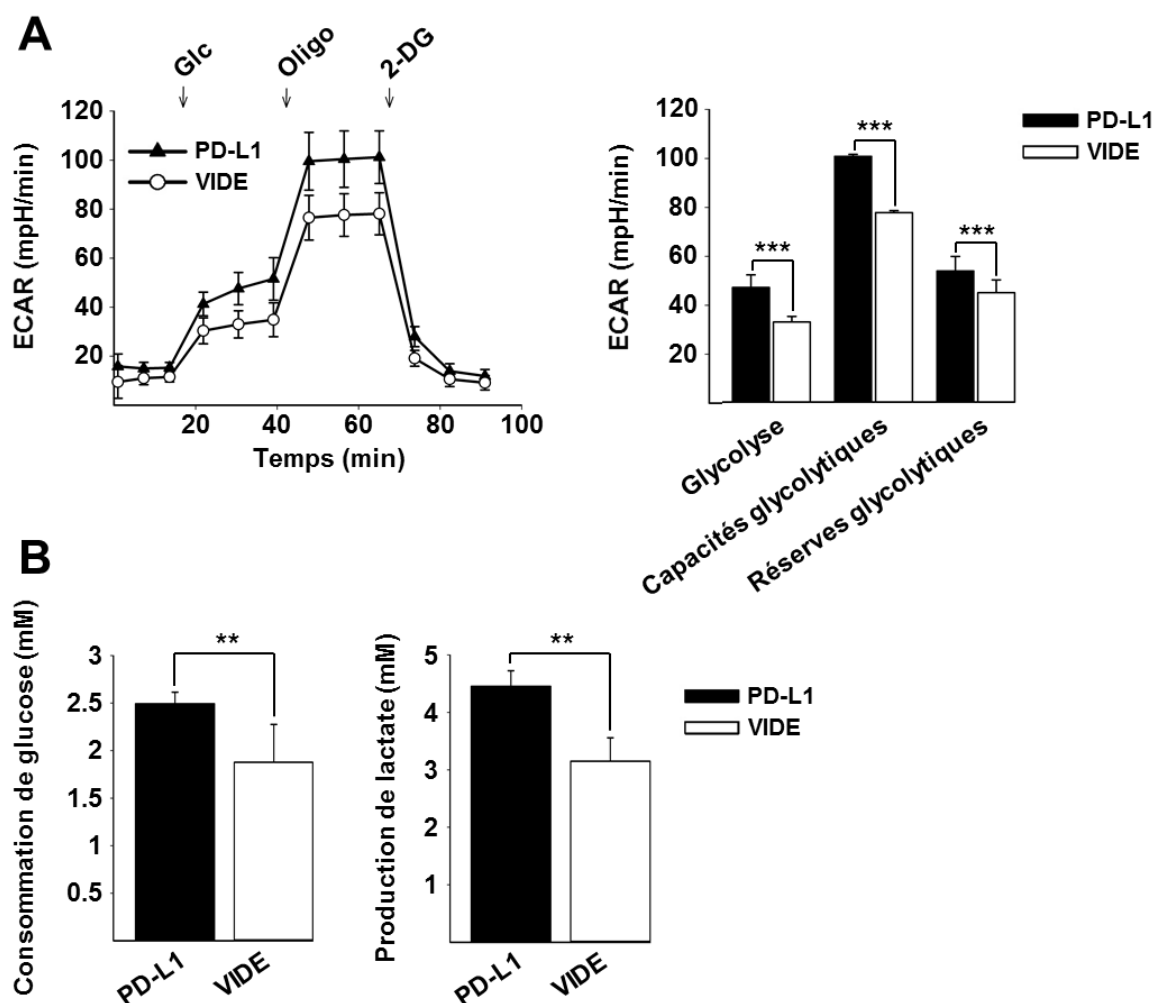 A
Glc
Oligo
2-DG
ECAR (mpH/min)
120
100
80
60
40
20
PD-L1
VIDE
20
40
60
80
100
Temps (min)
ECAR (mpH/min)
120
100
80
60
40
20
***
***
***
PD-L1
VIDE
Glycolyse
Capacités glycolytiques
Réserves glycolytiques
B
Consommation de glucose (mM)
3
2.5
2
1.5
1
0.5
**
PD-L1
VIDE
Production de lactate (mM)
5
4
3
2
1
**
PD-L1
VIDE
PD-L1
VIDE